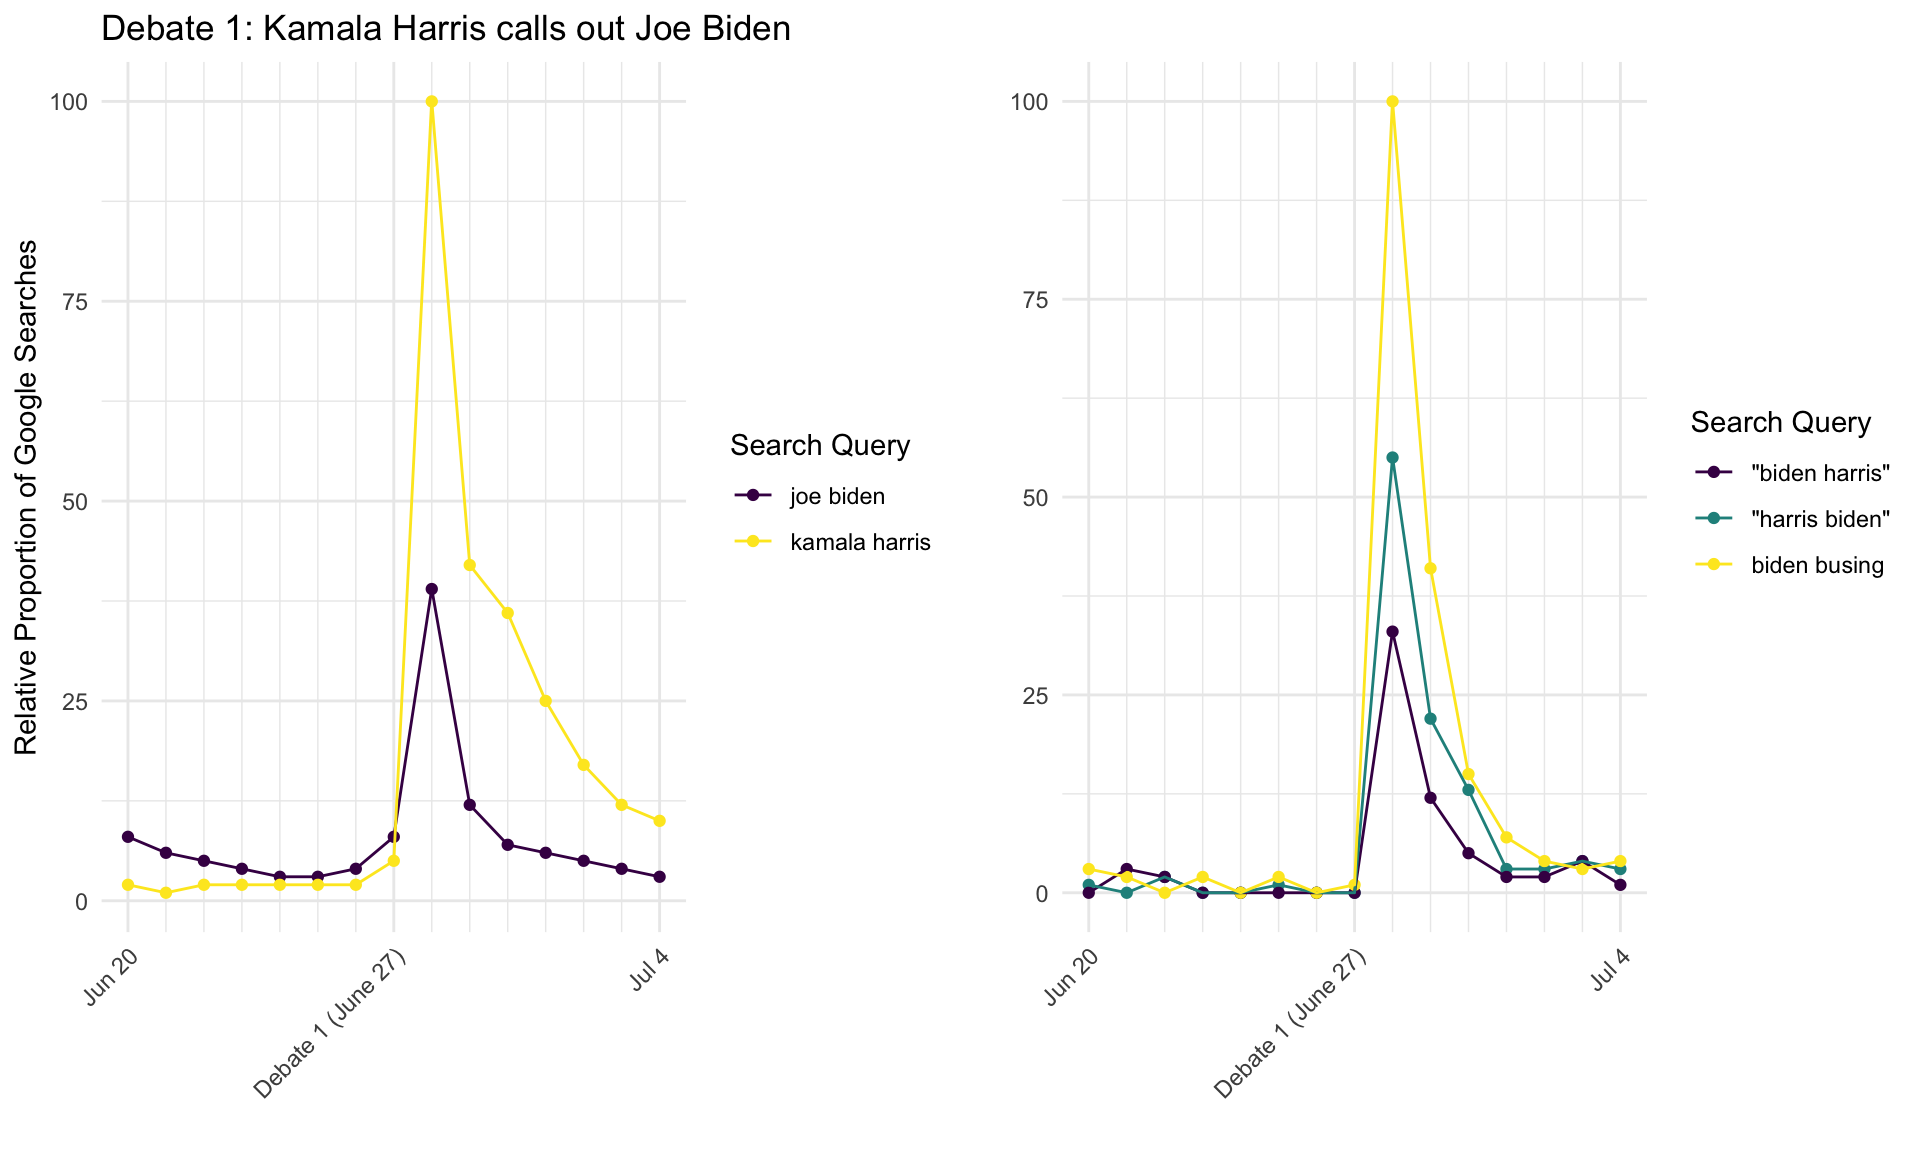 Debate 1: Kamala Harris calls out Joe Biden
Relative Proportion of Google Searches
100
75
50
25
0
Jun 20
Debate 1 (June 27)
Jul 4
Search Query
joe biden
kamala harris
100
75
50
25
0
Jun 20
Debate 1 (June 27)
Jul 4
Search Query
"biden harris"
"harris biden"
biden busing